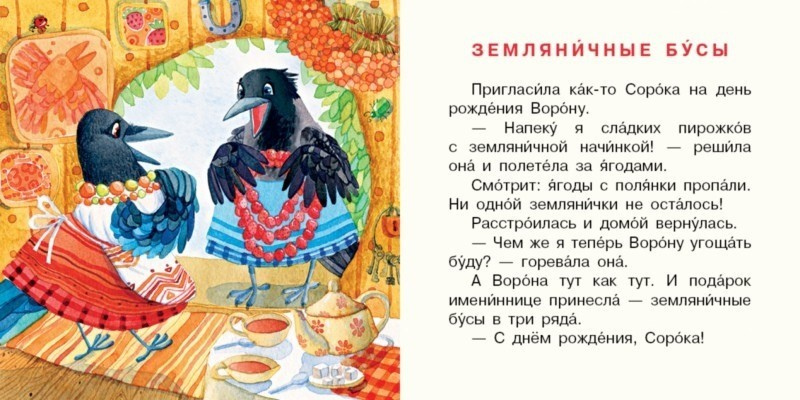 ЗЕМЛЯНИ́ЧНЫЕ БУ́СЫ
Пригласи́ла ка́к-то Соро́ка на день
рожде́ния Воро́ну.
— Напеку́ я сла́дких пирожко́в
с земляни́чной начи́нкой! — реши́ла
она́ и полете́ла за я́годами.
Смо́трит: я́годы с поля́нки пропа́ли.
Ни одно́й земляни́чки не оста́лось!
Расстро́илась и домо́й верну́лась.
— Чем же я тепе́рь Воро́ну угоща́ть
бу́ду? — горева́ла она́.
А Воро́на тут как тут. И пода́рок
имени́ннице принесла́ — земляни́чные
бу́сы в три ряда́.
— С днём рожде́ния, Соро́ка!